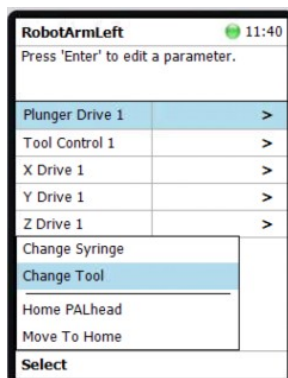 RobotArmLeft 11:40
Press 'Enter' to edit a parameter.
Plunger Drive 1 >
Tool Control 1 >
X Drive 1 >
Y Drive 1 >
Z Drive 1 >
Change Syringe
Change Tool
Home PALhead
Move To Home
Select